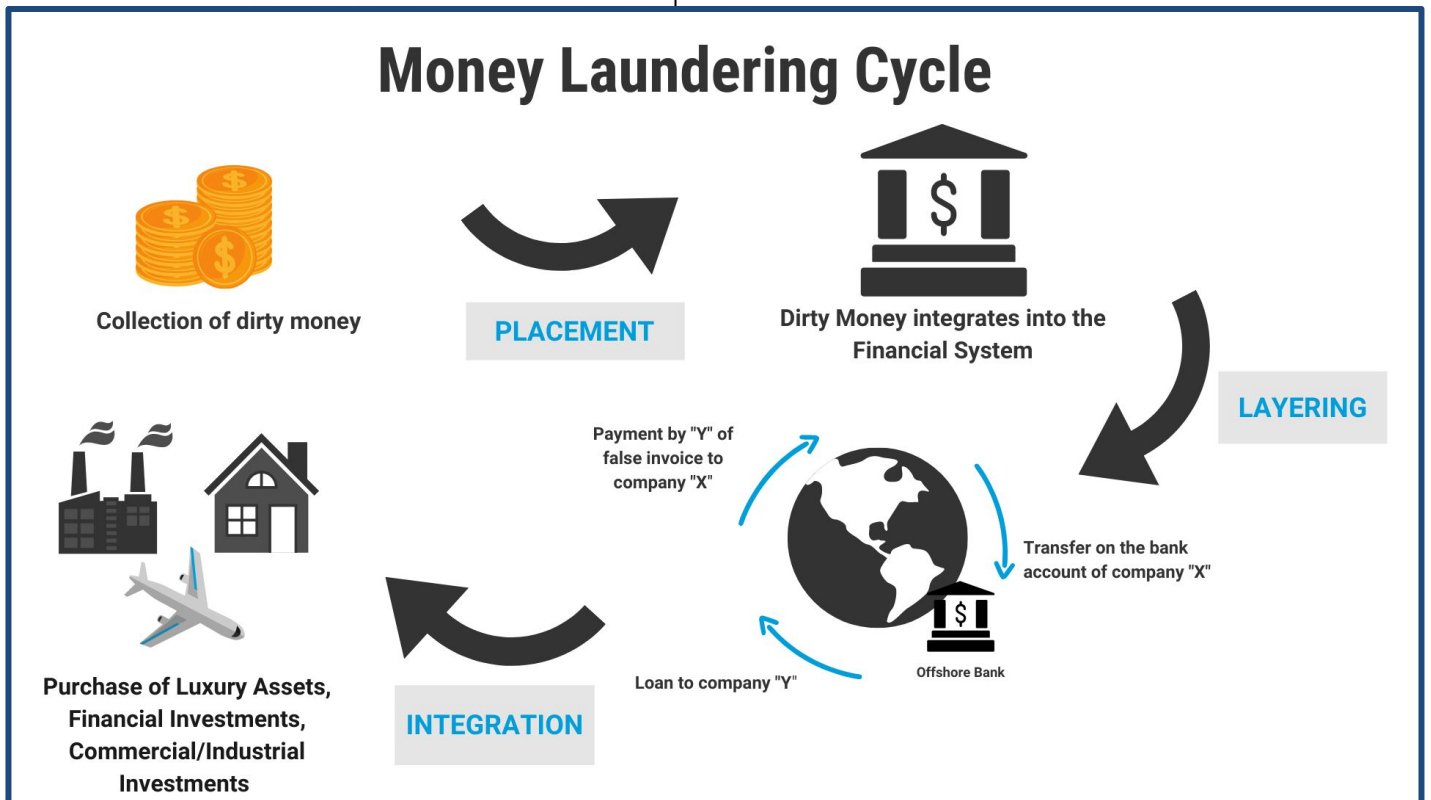 Money Laundering Cycle
$
$
$
$
Collection of dirty money
PLACEMENT
Dirty Money integrates into the
Financial System
LAYERING
Payment by "Y" of
false invoice to
company "X"
Transfer on the bank
account of company "X"
$
Offshore Bank
Loan to company "Y"
INTEGRATION
Purchase of Luxury Assets,
Financial Investments,
Commercial/Industrial
Investments